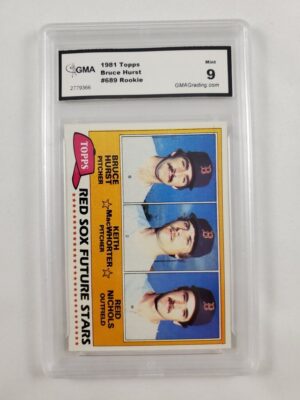 GMA
1981 Topps
Bruce Hurst
#689 Rookie
Mint
9
2779366
GMAGrading.com
TOPPS
RED SOX FUTURE STARS
BRUCE
HURST
PITCHER
KEITH
MacWHORTER
PITCHER
REID
NICHOLS
OUTFIELD
B
B
B